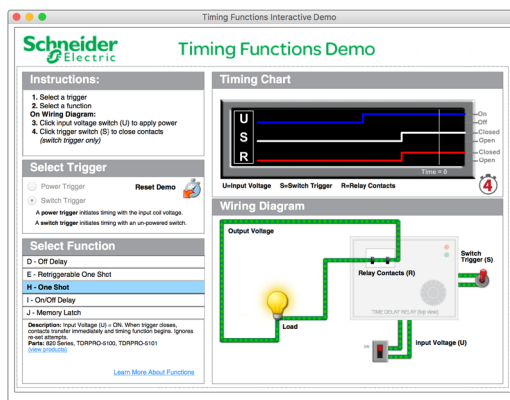 Timing Functions Interactive Demo
Schneider
Electric
Timing Functions Demo
Instructions:
1. Select a trigger
2. Select a function
On Wiring Diagram:
3. Click input voltage switch (U) to apply power
4. Click trigger switch (S) to close contacts
(switch trigger only)
Select Trigger
Power Trigger
Reset Demo
Switch Trigger
A power trigger initiates timing with the input coil voltage.
A switch trigger initiates timing with an un-powered switch.
Select Function
D - Off Delay
E - Retriggerable One Shot
H - One Shot
I - On/Off Delay
J - Memory Latch
Description: Input Voltage (U) = ON. When trigger closes,
contacts transfer immediately and timing function begins. Ignores
re-set attempts.
Parts: 820 Series, TDRPRO-5100, TDRPRO-5101
(view products)
Learn More About Functions
Timing Chart
U
S
R
On
Off
Closed
Open
Closed
Open
Time = 0
U=Input Voltage S=Switch Trigger R=Relay Contacts
4
Wiring Diagram
Output Voltage
Relay Contacts (R)
Switch
Trigger (S)
Load
TIME DELAY RELAY (top view)
Input Voltage (U)